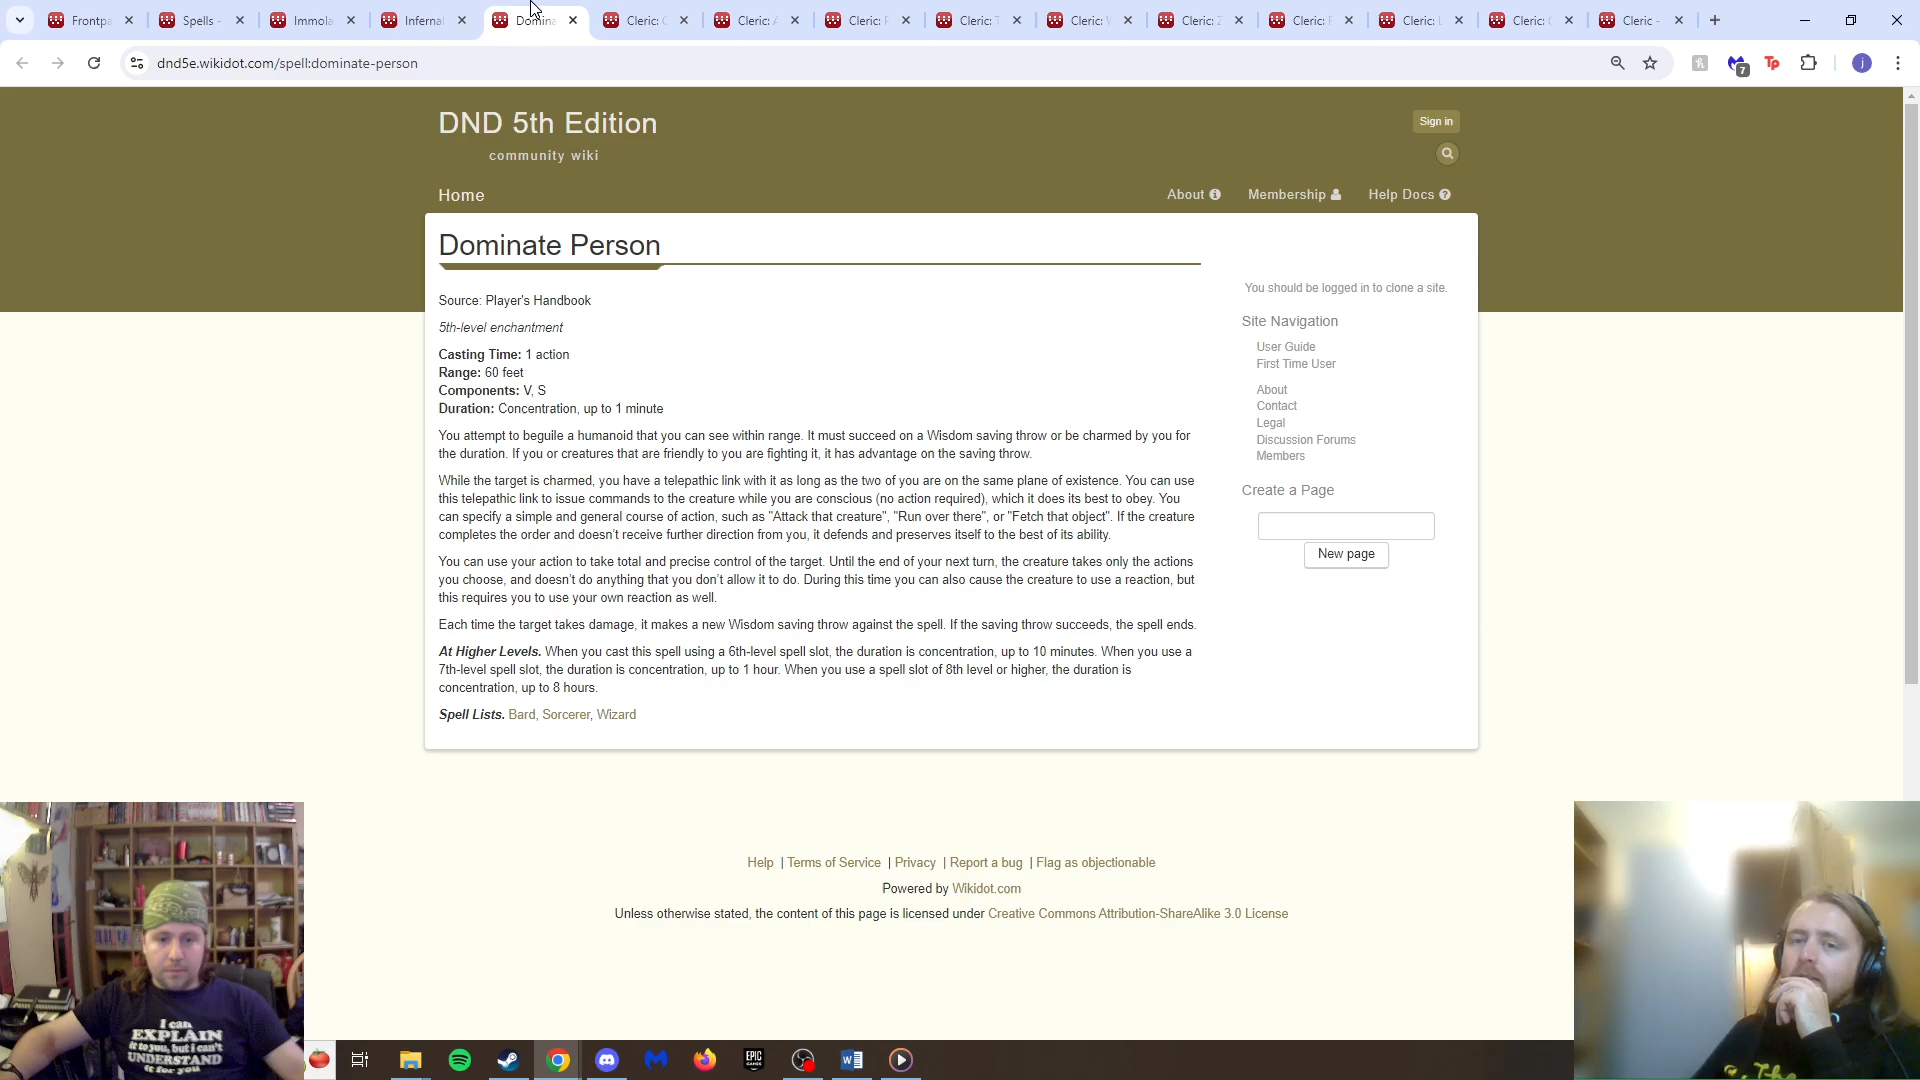 Frontpa
Spells -
Immola
Infernal
Domina
Cleric: 
Cleric: 
Cleric: 
Cleric: T
Cleric: 
Cleric: 2
Cleric: 
Cleric: 
Cleric: 
Cleric -
dnd5e.wikidot.com/spell:dominate-person
7
Tp
j
DND 5th Edition
community wiki
Sign in
Home
About
Membership
Help Docs
Dominate Person
Source: Player's Handbook
5th-level enchantment
Casting Time: 1 action
Range: 60 feet
Components: V, S
Duration: Concentration, up to 1 minute
You attempt to beguile a humanoid that you can see within range. It must succeed on a Wisdom saving throw or be charmed by you for
the duration. If you or creatures that are friendly to you are fighting it, it has advantage on the saving throw.
While the target is charmed, you have a telepathic link with it as long as the two of you are on the same plane of existence. You can use
this telepathic link to issue commands to the creature while you are conscious (no action required), which it does its best to obey. You
can specify a simple and general course of action, such as "Attack that creature", "Run over there", or "Fetch that object". If the creature
completes the order and doesn't receive further direction from you, it defends and preserves itself to the best of its ability.
You can use your action to take total and precise control of the target. Until the end of your next turn, the creature takes only the actions
you choose, and doesn't do anything that you don't allow it to do. During this time you can also cause the creature to use a reaction, but
this requires you to use your own reaction as well.
Each time the target takes damage, it makes a new Wisdom saving throw against the spell. If the saving throw succeeds, the spell ends.
At Higher Levels. When you cast this spell using a 6th-level spell slot, the duration is concentration, up to 10 minutes. When you use a
7th-level spell slot, the duration is concentration, up to 1 hour. When you use a spell slot of 8th level or higher, the duration is
concentration, up to 8 hours.
Spell Lists. Bard, Sorcerer, Wizard
You should be logged in to clone a site.
Site Navigation
User Guide
First Time User
About
Contact
Legal
Discussion Forums
Members
Create a Page
New page
Help | Terms of Service | Privacy | Report a bug | Flag as objectionable
Powered by Wikidot.com
Unless otherwise stated, the content of this page is licensed under Creative Commons Attribution-ShareAlike 3.0 License
I can
EXPLAIN
it to you, but i can't
UNDERSTAND
it for you
EPIC
GAMES
W
The